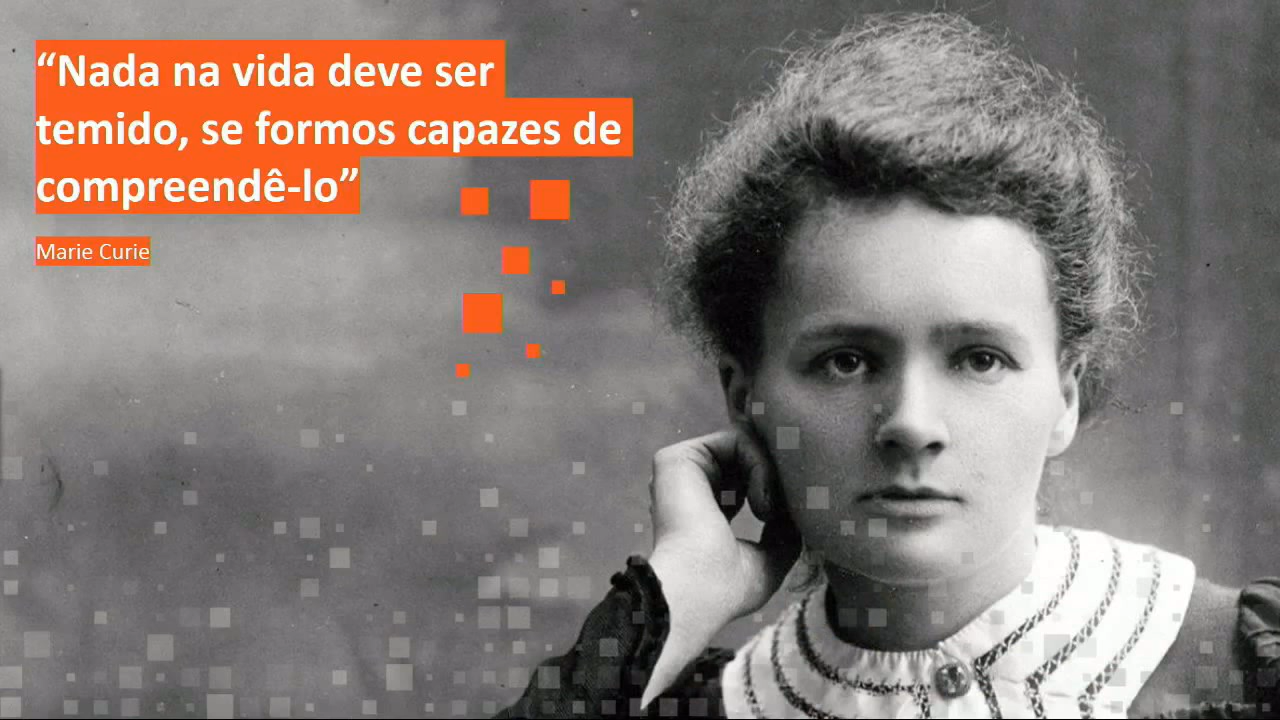 “Nada na vida deve ser
temido, se formos capazes de
compreendê-lo”
Marie Curie